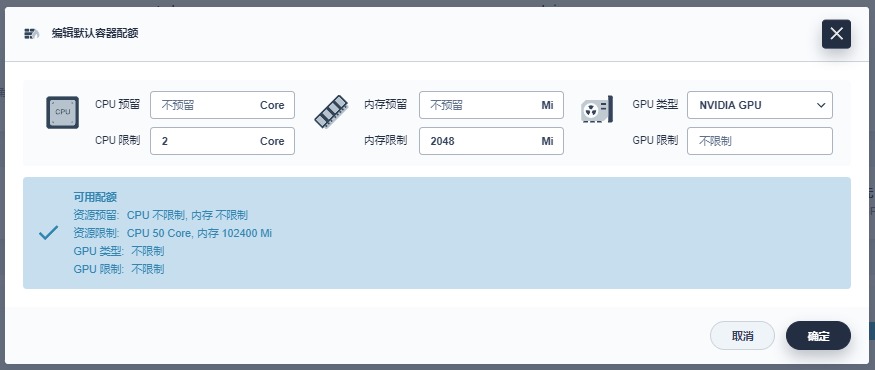 编辑默认容器配额
CPU
CPU 预留 不预留 Core
内存预留 不预留 Mi
GPU 类型 NVIDIA GPU
CPU 限制 2 Core
内存限制 2048 Mi
GPU 限制 不限制
可用配额
资源预留: CPU 不限制, 内存 不限制
资源限制: CPU 50 Core, 内存 102400 Mi
GPU 类型: 不限制
GPU 限制: 不限制
取消
确定